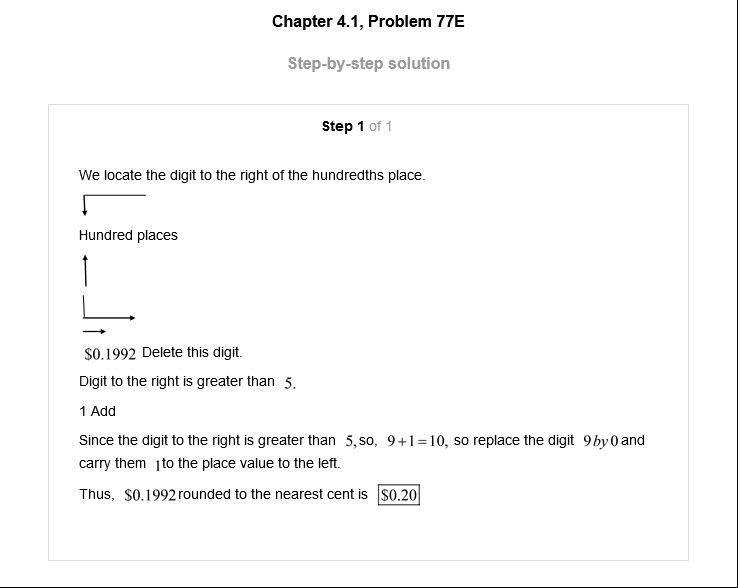 Chapter 4.1, Problem 77E
Step-by-step solution
Step 1 of 1
We locate the digit to the right of the hundredths place.
Hundred places
$0.1992 Delete this digit.
Digit to the right is greater than 5.
1 Add
Since the digit to the right is greater than 5, so, 9+1=10, so replace the digit 9 by 0 and
carry them 1 to the place value to the left.
Thus, $0.1992 rounded to the nearest cent is $0.20